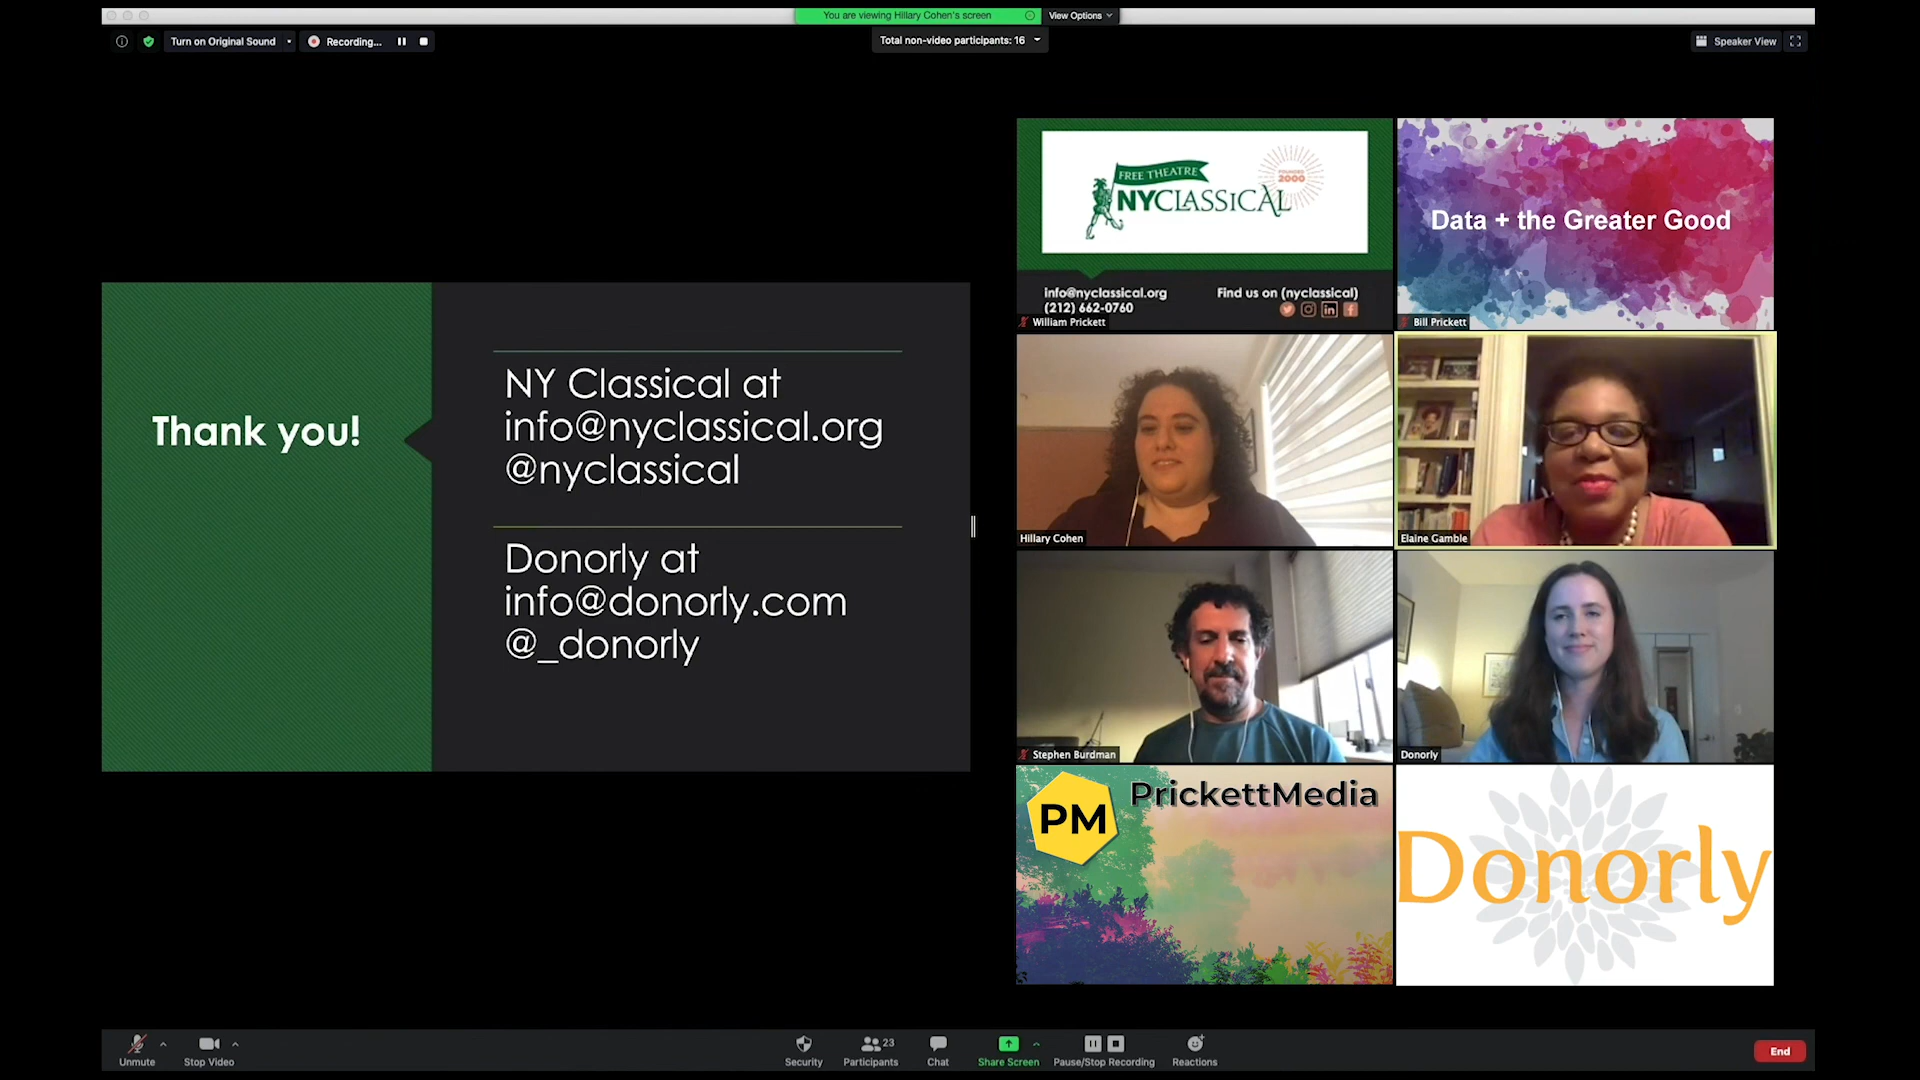 You are viewing Hillary Cohen's screen
View Options
Turn on Original Sound
Recording...
Total non-video participants: 16
Speaker View
Thank you!
NY Classical at
info@nyclassical.org
@nyclassical
Donorly at
info@donorly.com
@_donorly
FREE THEATRE
NYCLASSICAL
FOUNDED
2000
info@nyclassical.org
(212) 662-0760
Find us on (nyclassical)
William Prickett
Data + the Greater Good
Bill Prickett
Hillary Cohen
Elaine Gamble
Stephen Burdman
Donorly
PM
PrickettMedia
Donorly
Unmute
Stop Video
Security
23
Participants
Chat
Share Screen
Pause/Stop Recording
Reactions
End